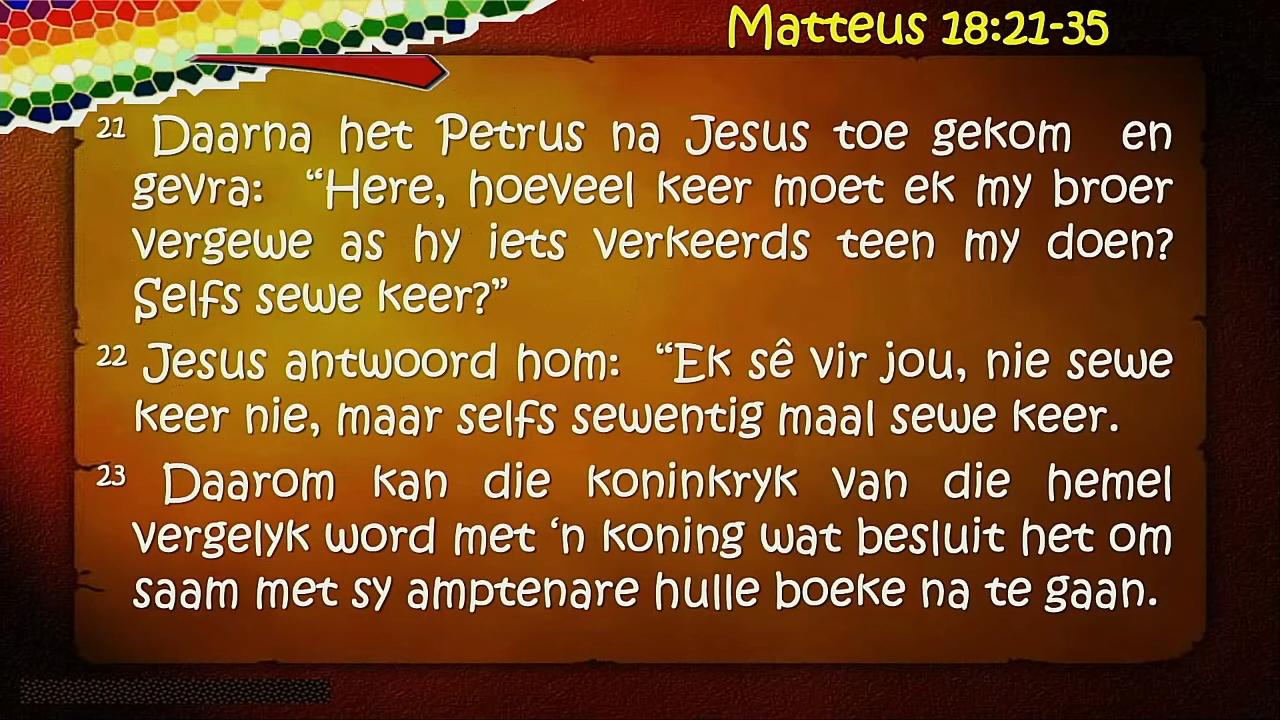 Matteus 18:21-35
21 Daarna het Petrus na Jesus toe gekom en
gevra: “Here, hoeveel keer moet ek my broer
vergewe as hy iets verkeerds teen my doen?
Selfs sewe keer?”
22 Jesus antwoord hom: “Ek sê vir jou, nie sewe
keer nie, maar selfs sewentig maal sewe keer.
23 Daarom kan die koninkryk van die hemel
vergelyk word met ‘n koning wat besluit het om
saam met sy amptenare hulle boeke na te gaan.